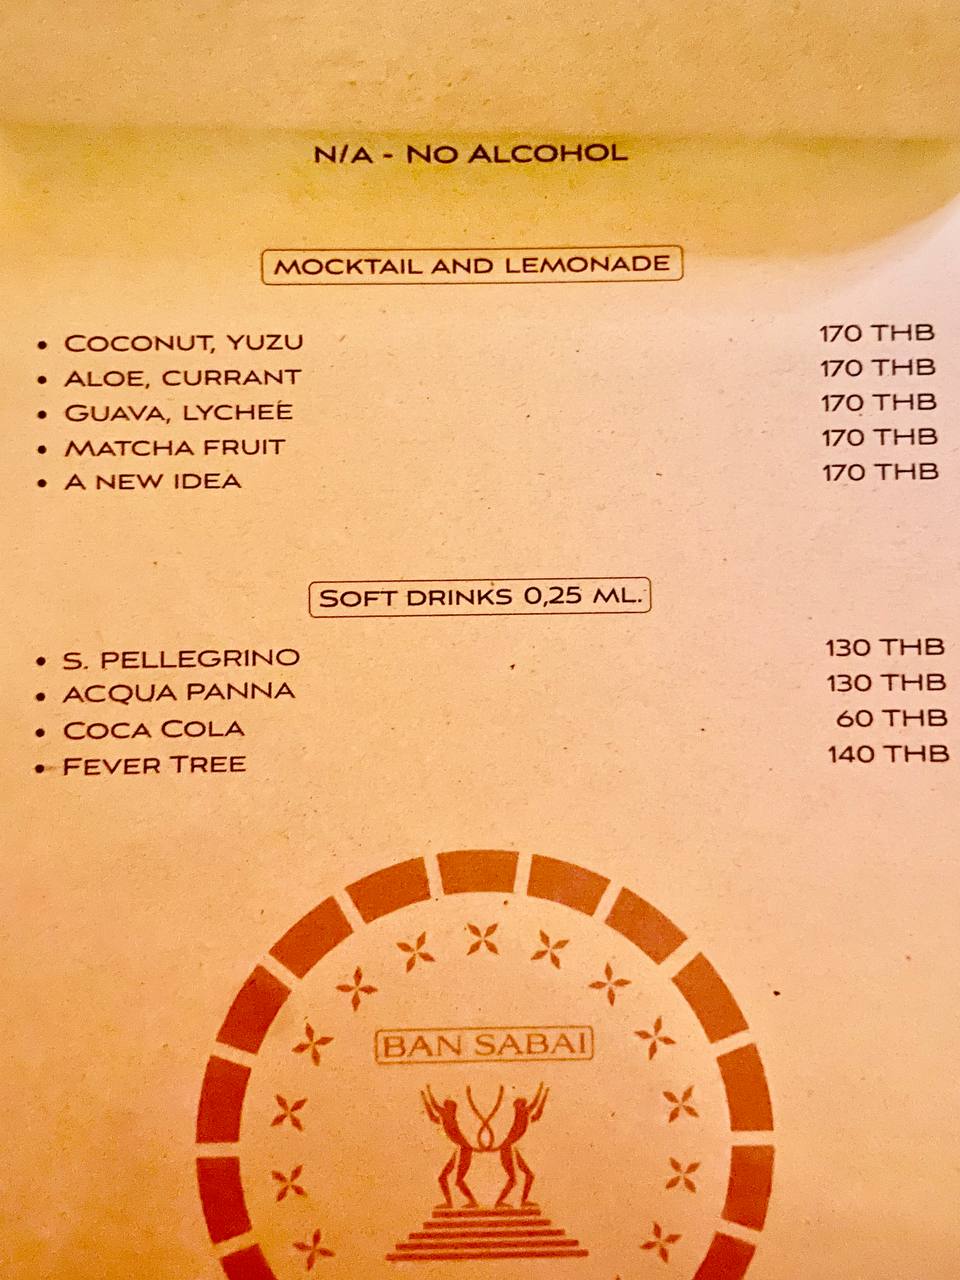 N/A - NO ALCOHOL
MOCKTAIL AND LEMONADE
• COCONUT, YUZU 170 THB
• ALOE, CURRANT 170 THB
• GUAVA, LYCHEE 170 THB
• MATCHA FRUIT 170 THB
• A NEW IDEA 170 THB
SOFT DRINKS 0,25 ML.
• S. PELLEGRINO 130 THB
• ACQUA PANNA 130 THB
• COCA COLA 60 THB
• FEVER TREE 140 THB
BAN SABAI